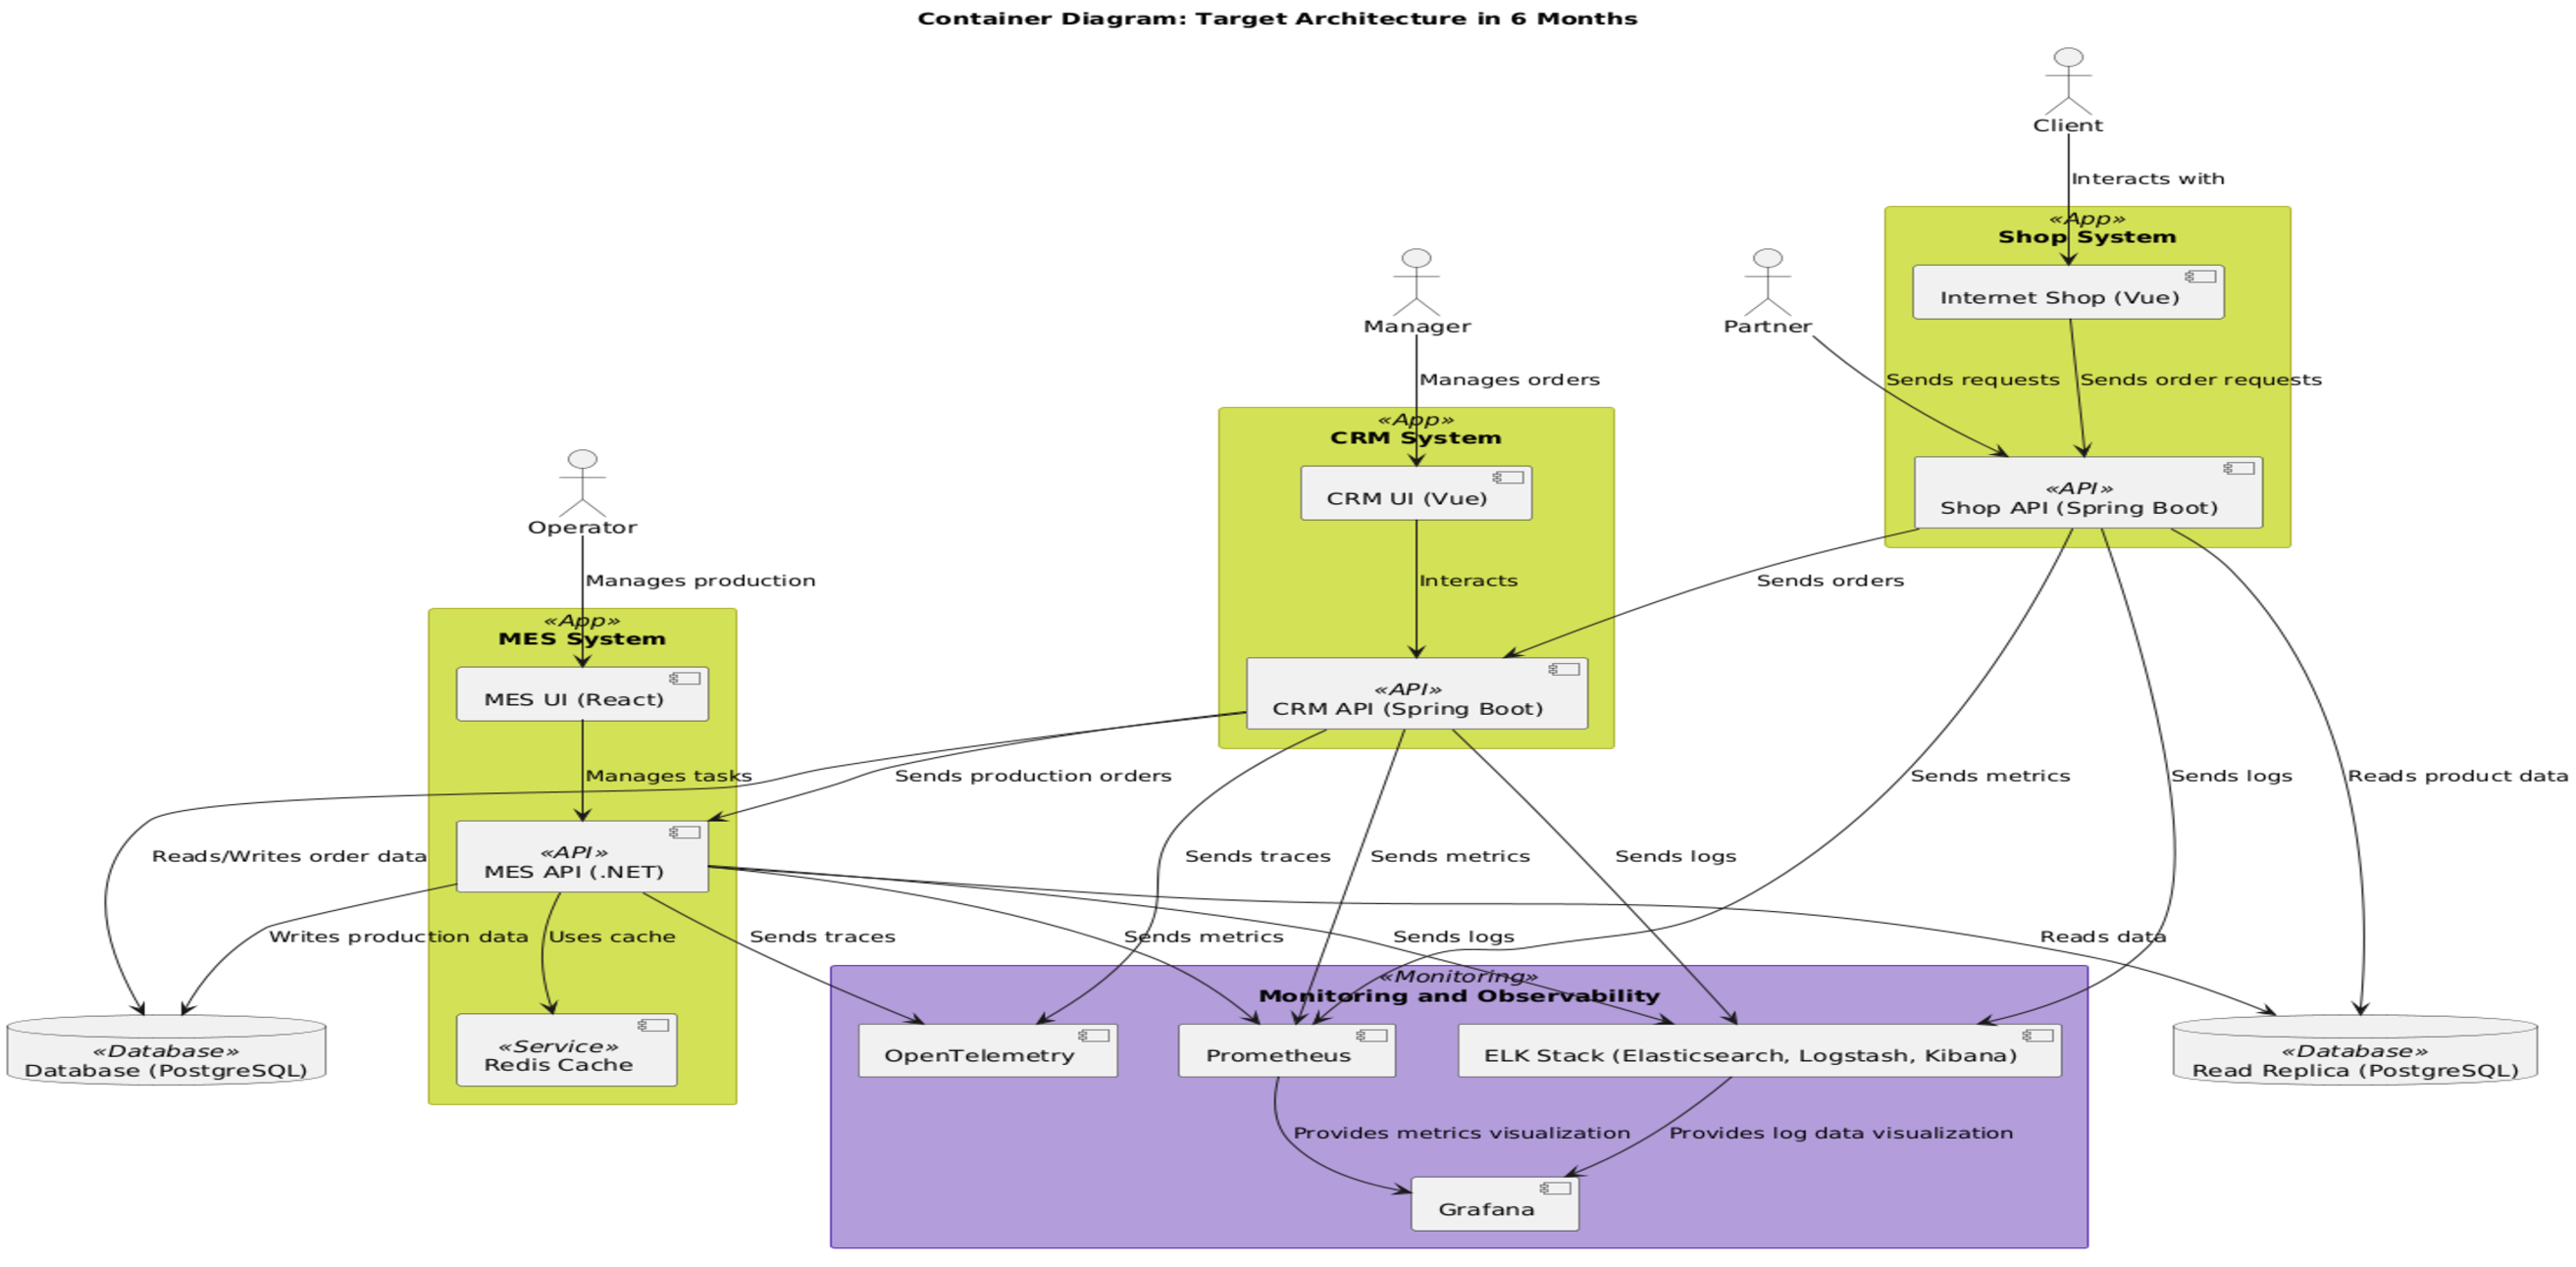 Container Diagram: Target Architecture in 6 Months
Client
Interacts with
«App»
Shop System
Internet Shop (Vue)
Manager
Partner
Manages orders
Sends requests
Sends order requests
«App»
CRM System
CRM UI (Vue)
«API»
Shop API (Spring Boot)
Operator
Manages production
Interacts
Sends orders
«App»
MES System
MES UI (React)
«API»
CRM API (Spring Boot)
Manages tasks
Sends production orders
Sends metrics
Sends logs
Reads product data
Reads/Writes order data
«API»
MES API (.NET)
Sends traces
Sends metrics
Sends logs
Writes production data
Uses cache
Sends traces
Sends metrics
Sends logs
Reads data
«Monitoring»
Monitoring and Observability
«Database»
Database (PostgreSQL)
«Service»
Redis Cache
OpenTelemetry
Prometheus
ELK Stack (Elasticsearch, Logstash, Kibana)
«Database»
Read Replica (PostgreSQL)
Provides metrics visualization
Provides log data visualization
Grafana